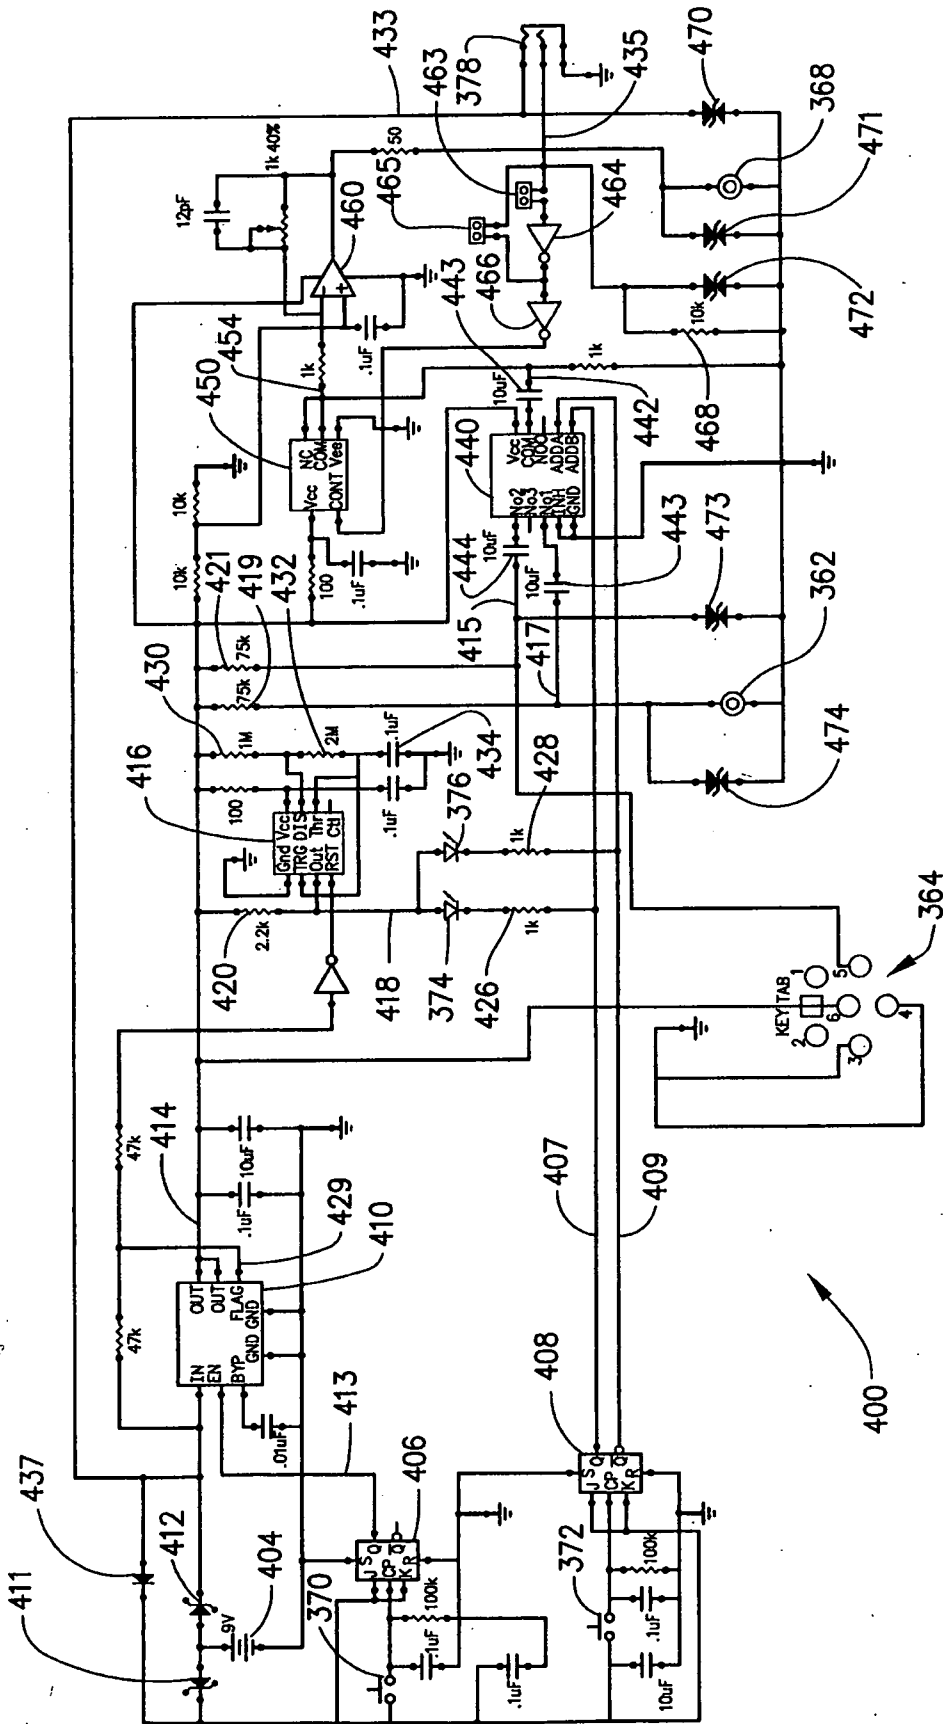 411
412
437
9V
404
370
.1uF
100k
.1uF
J
CP
K
S
Q
Q
R
406
413
372
10uF
.1uF
100k
J
CP
K
S
Q
Q
R
408
47k
IN
EN
BYP
OUT
OUT
FLAG
GND
GND
.01uF
410
429
414
.1uF
10uF
47k
407
409
400
420
2.2k
416
100
Gnd
TRG
Out
RST
Vcc
DIS
Thr
Ctl
430
1M
432
2M
.1uF
.1uF
434
418
374
376
426
1k
428
1k
KEY TAB
1
2
3
4
5
6
364
75k
419
75k
421
10k
10k
450
Vcc
CONT
NC
COM
Vee
100
.1uF
454
1k
12pF
1k 40%
460
.1uF
415
444
10uF
417
10uF
443
440
No2
No3
No1
INH
GND
Vcc
COM
NO0
ADDA
ADDB
443
10uF
442
1k
466
465
464
463
378
433
435
50
470
368
471
472
10k
468
473
362
474